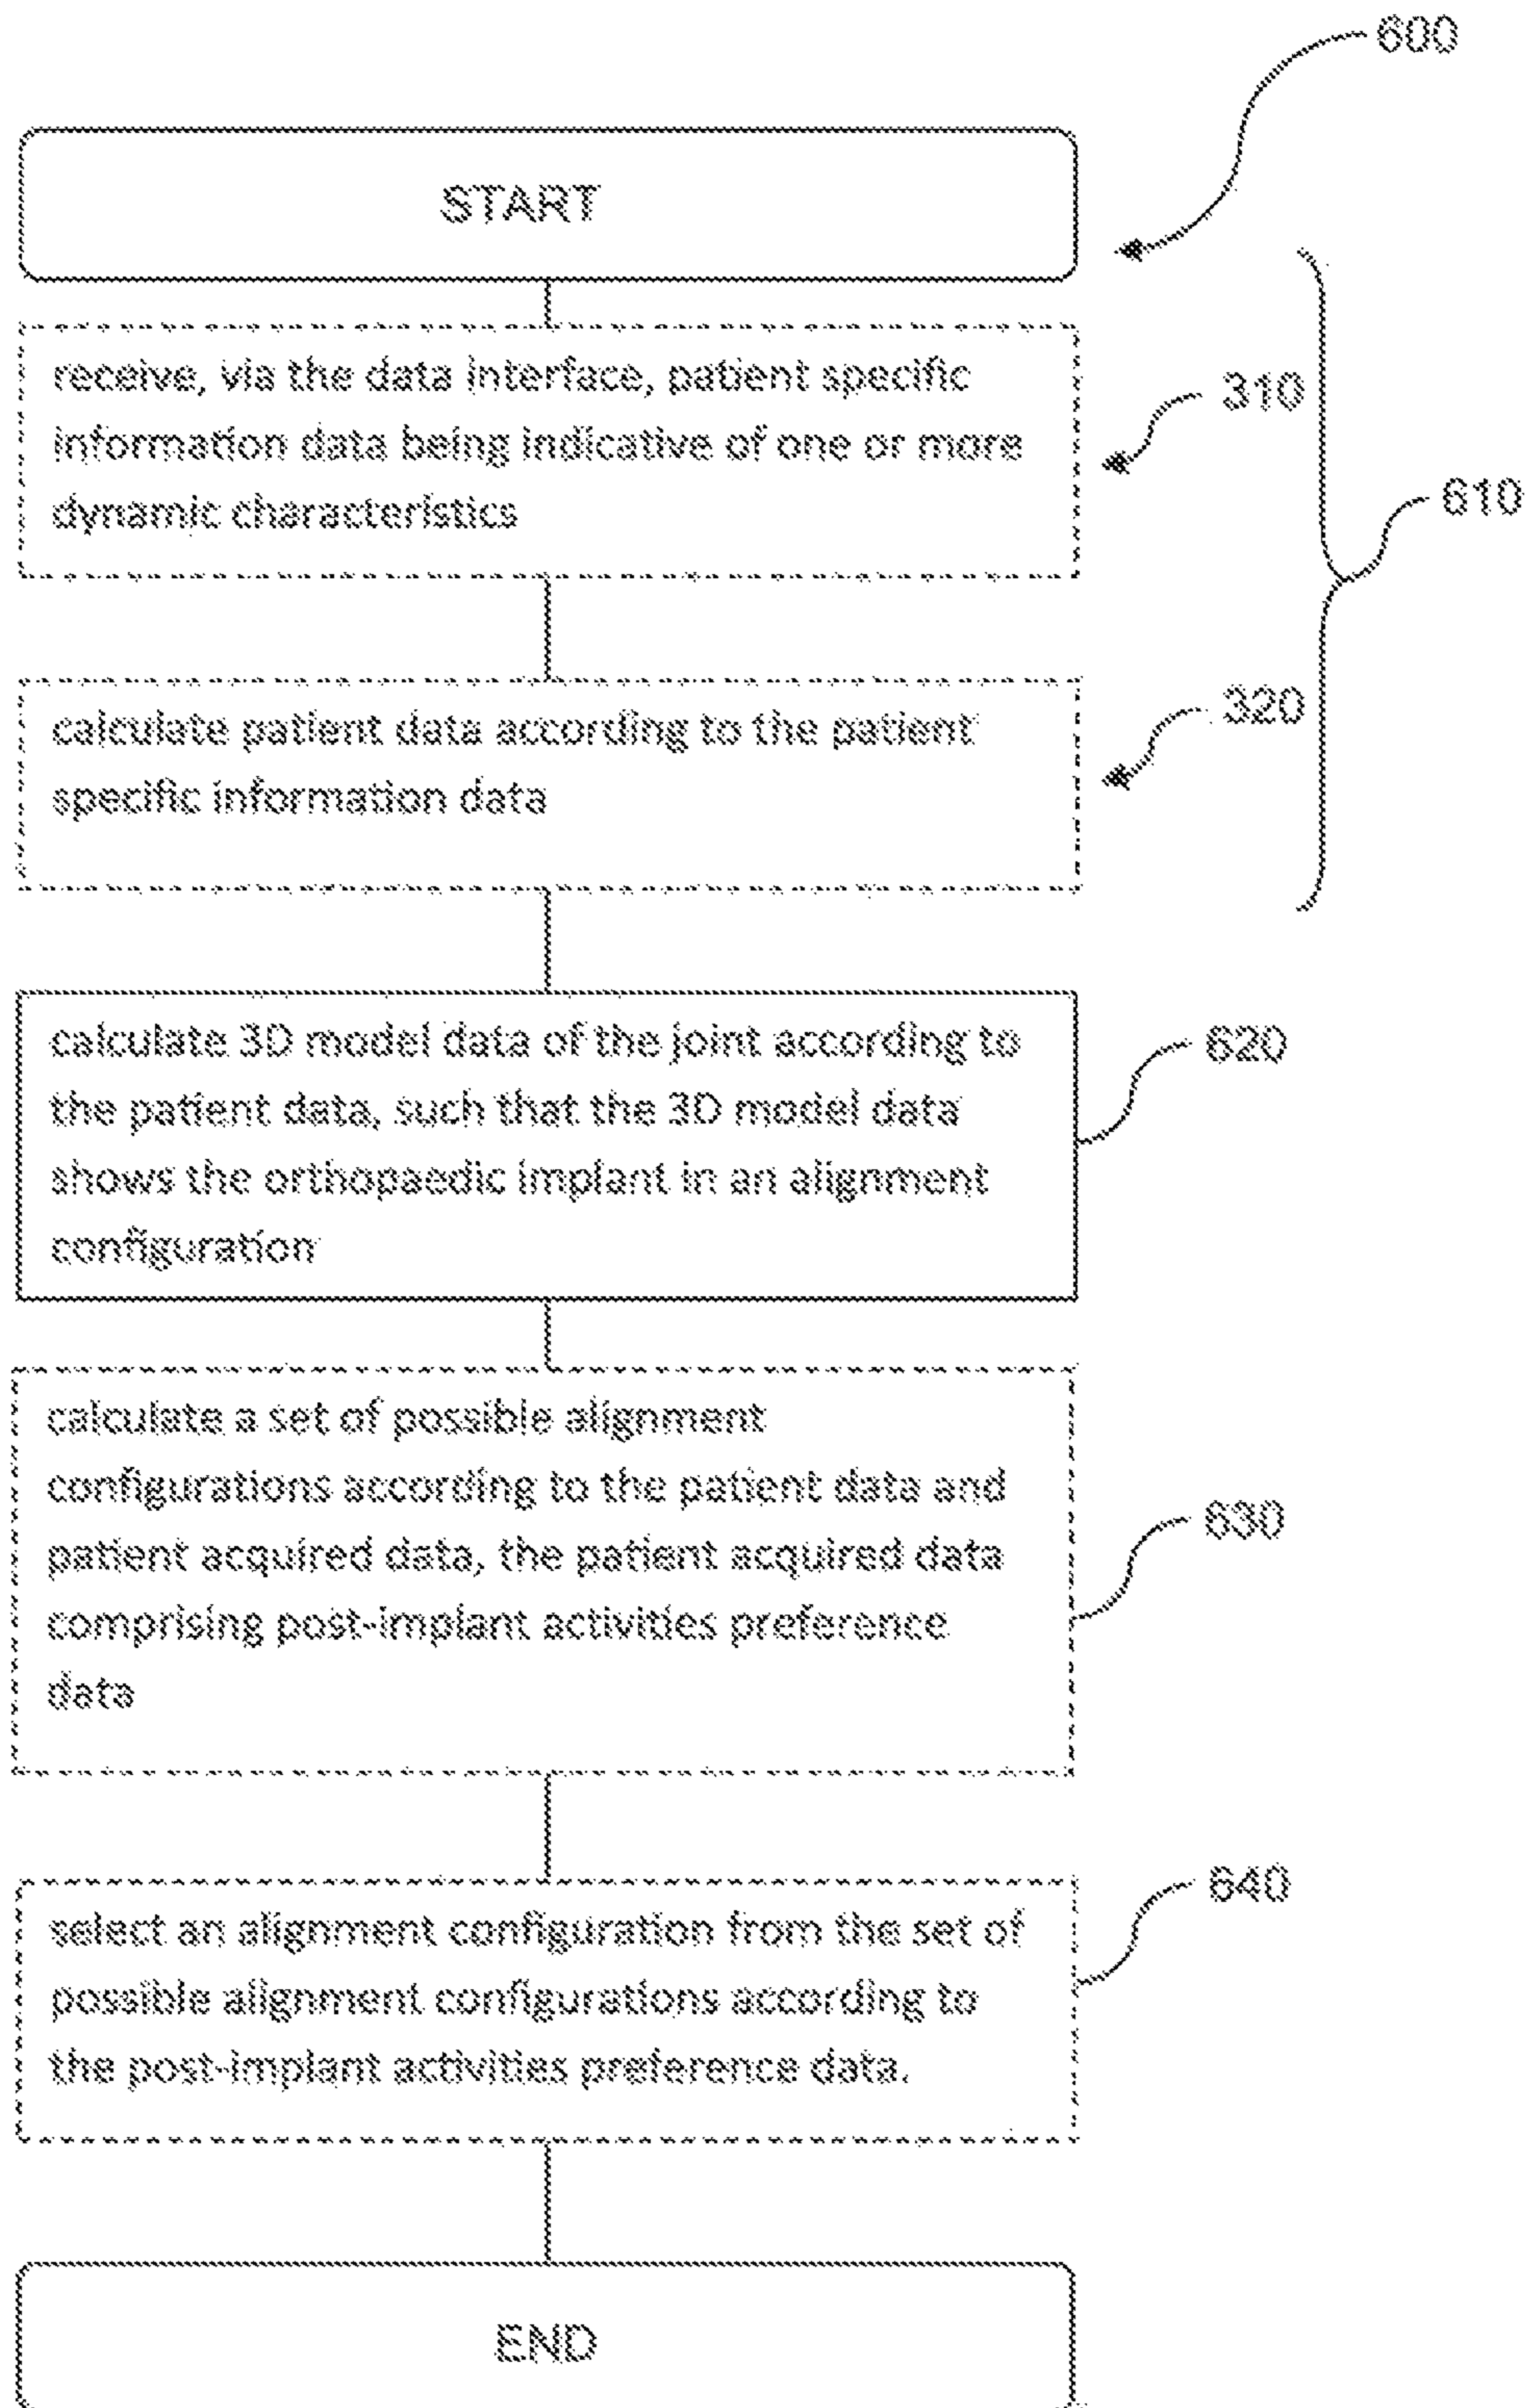 600
START
receive, via the data interface, patient specific
information data being indicative of one or more
dynamic characteristics
310
610
calculate patient data according to the patient
specific information data
320
calculate 3D model data of the joint according to
the patient data, such that the 3D model data
shows the orthopaedic implant in an alignment
configuration
620
calculate a set of possible alignment
configurations according to the patient data and
patient acquired data, the patient acquired data
comprising post-implant activities preference
data
630
select an alignment configuration from the set of
possible alignment configurations according to
the post-implant activities preference data.
640
END